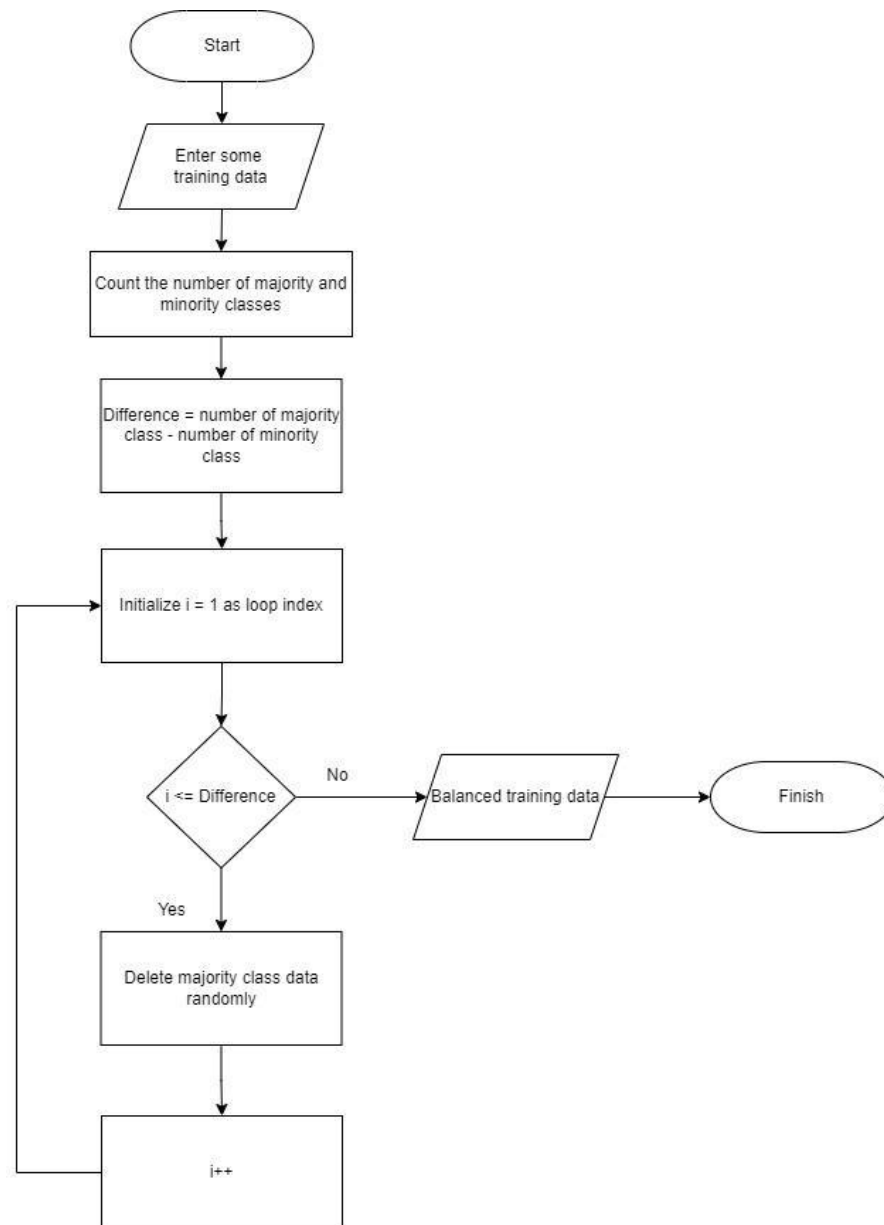 Start
Enter some
training data
Count the number of majority and
minority classes
Difference = number of majority
class - number of minority
class
Initialize i = 1 as loop index
i <= Difference
No
Balanced training data
Finish
Yes
Delete majority class data
randomly
i++